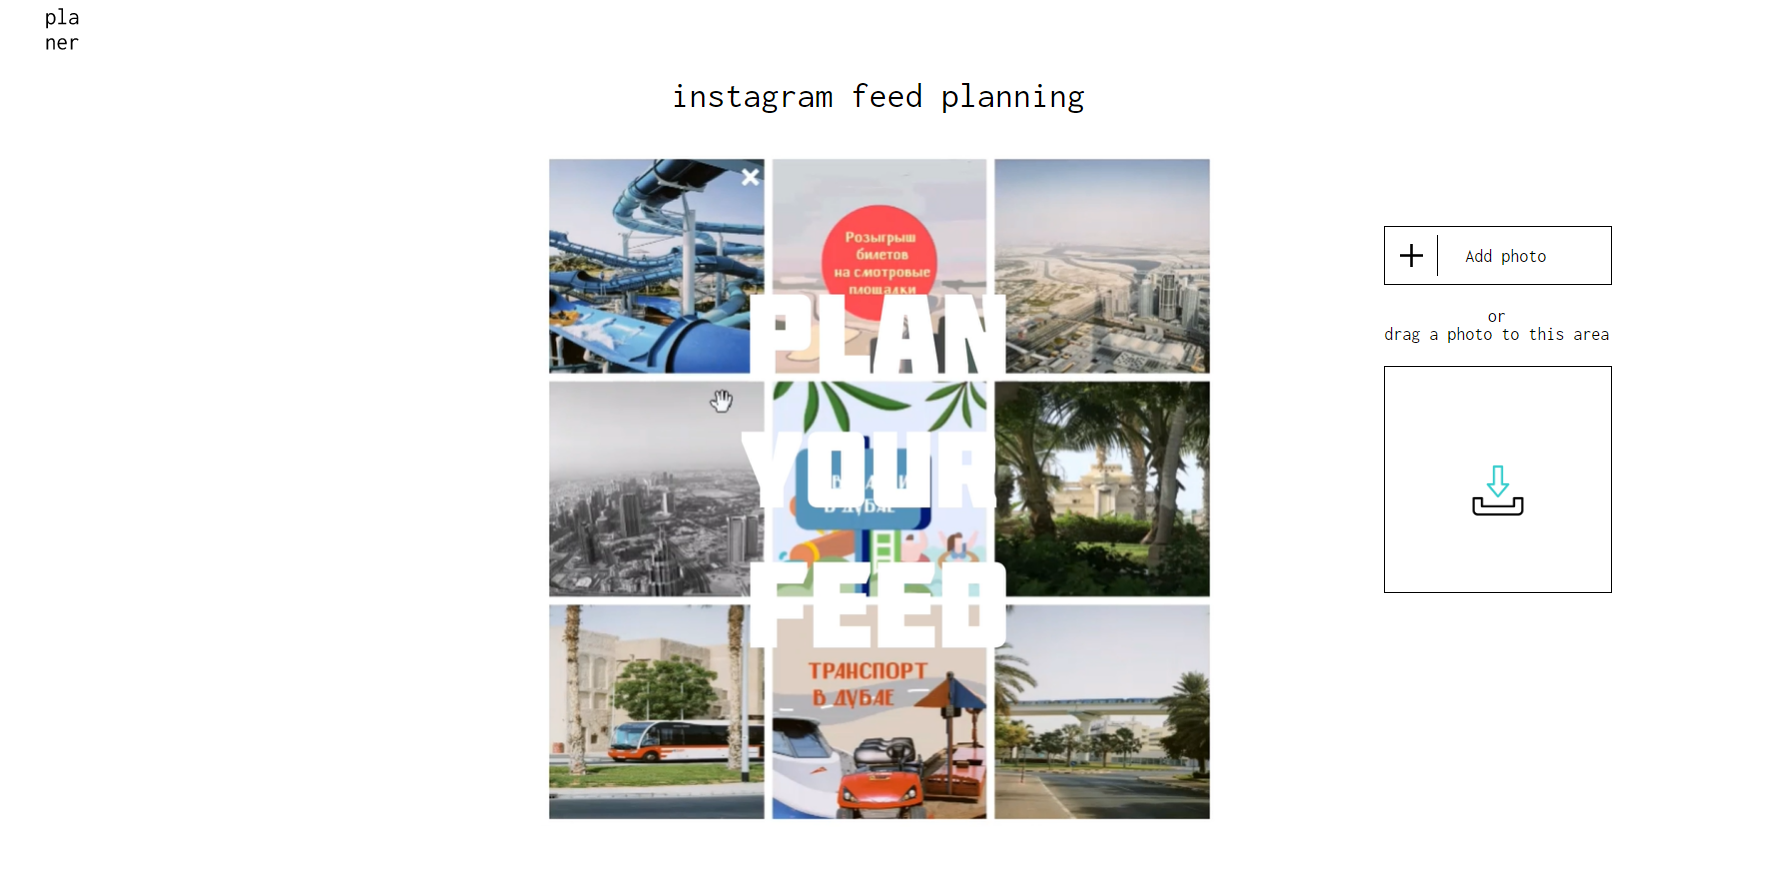 pla
ner
instagram feed planning
Розыгрыш
билетов
на смотровые
площадки
PLAN
YOUR
FEED
В ДУБАЕ
ТРАНСПОРТ
В ДУБАЕ
Add photo
or
drag a photo to this area